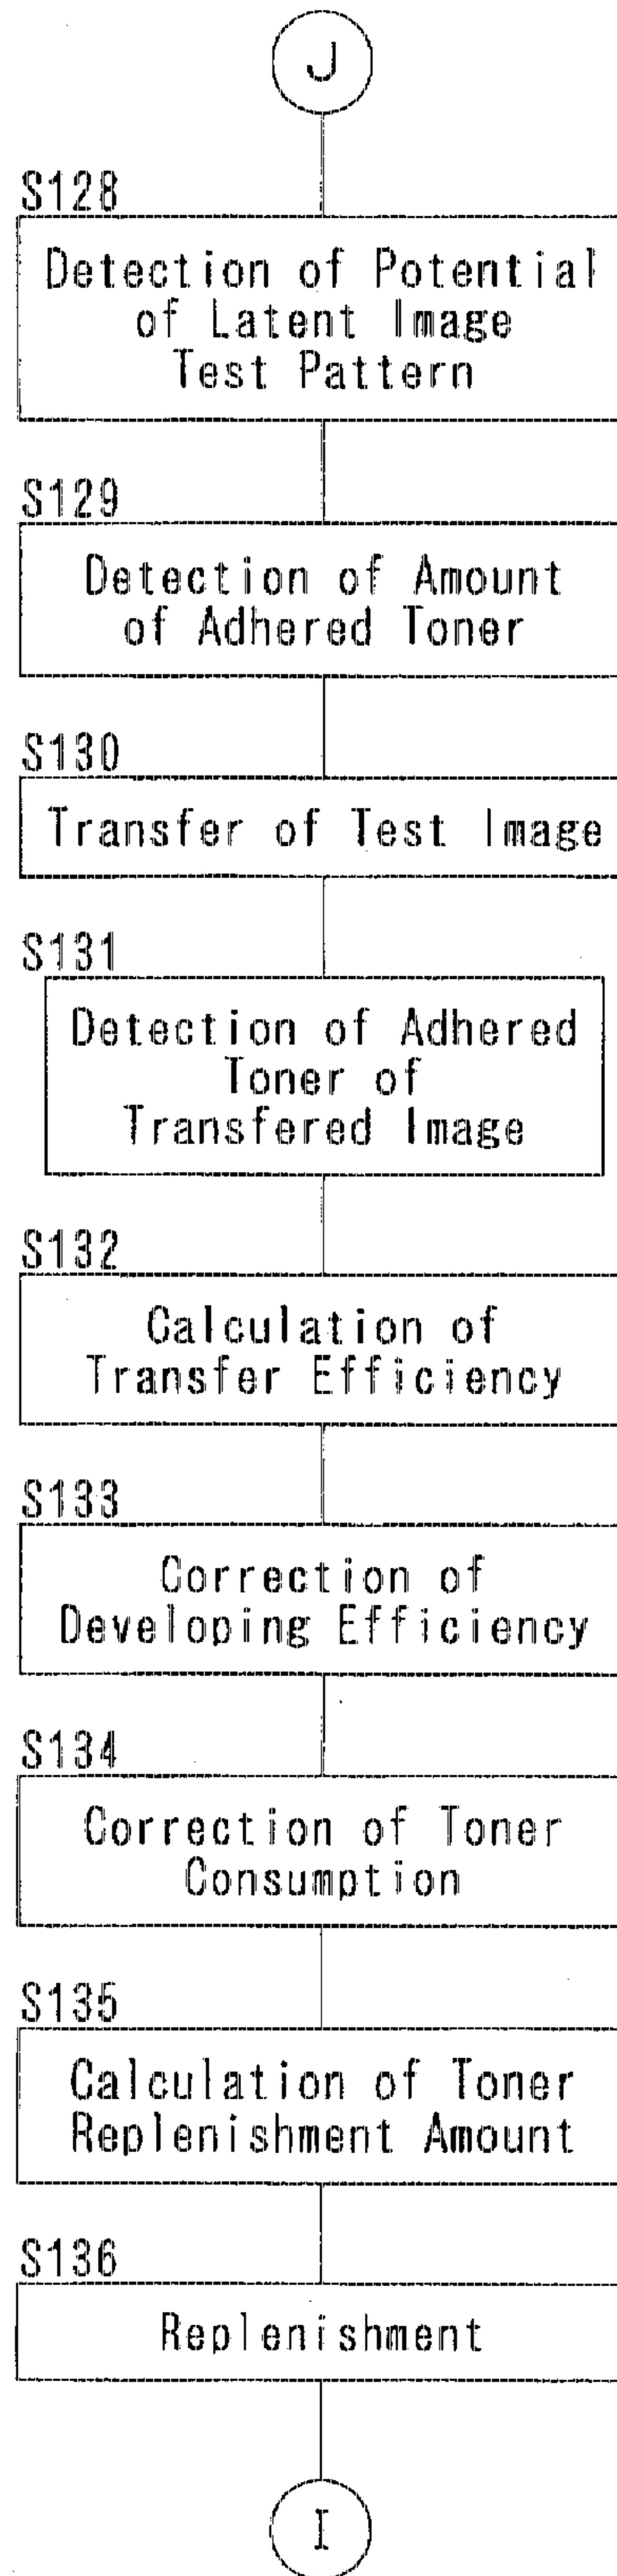 J
S128
Detection of Potential
of Latent Image
Test Pattern
S129
Detection of Amount
of Adhered Toner
S130
Transfer of Test Image
S131
Detection of Adhered
Toner of
Transfered Image
S132
Calculation of
Transfer Efficiency
S133
Correction of
Developing Efficiency
S134
Correction of Toner
Consumption
S135
Calculation of Toner
Replenishment Amount
S136
Replenishment
I